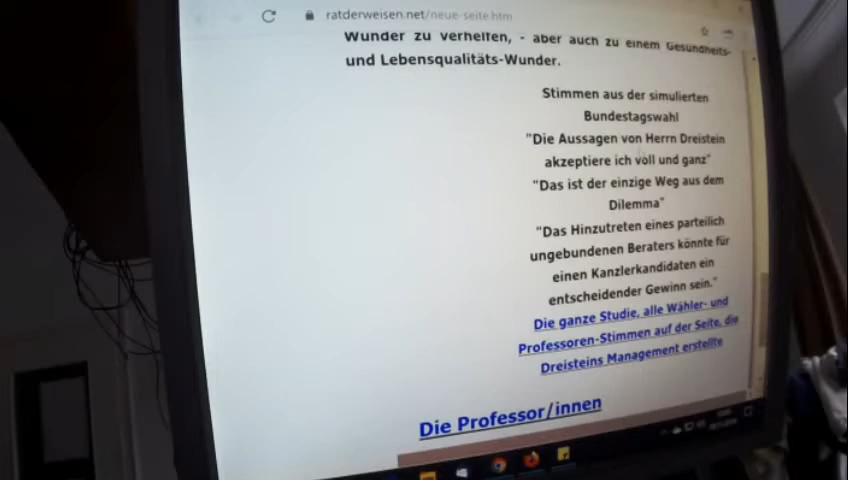 ratderweisen.net/neue-seite.htm
Wunder zu verhelfen, - aber auch zu einem Gesundheits-
und Lebensqualitäts-Wunder.
Stimmen aus der simulierten
Bundestagswahl
"Die Aussagen von Herrn Dreistein
akzeptiere ich voll und ganz"
"Das ist der einzige Weg aus dem
Dilemma"
"Das Hinzutreten eines parteilich
ungebundenen Beraters könnte für
einen Kanzlerkandidaten ein
entscheidender Gewinn sein."
Die ganze Studie, alle Wähler- und
Professoren-Stimmen auf der Seite, die
Dreisteins Management erstellte
Die Professor/innen